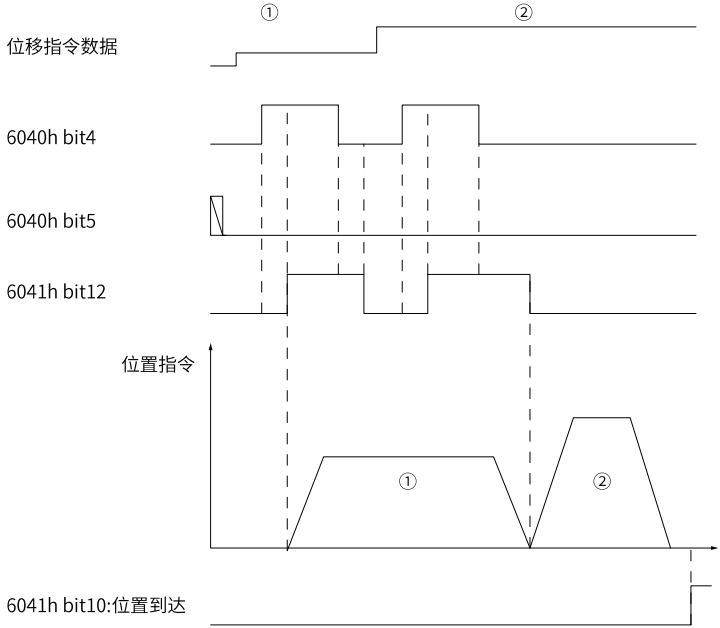 ① ②
位移指令数据
6040h bit4
6040h bit5
6041h bit12
位置指令
① ②
6041h bit10:位置到达